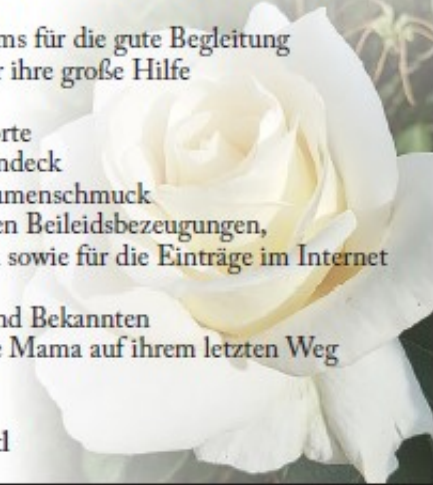 ms für die gute Begleitung
r ihre große Hilfe
orte
ndeck
umenschmuck
en Beileidsbezeugungen,
sowie für die Einträge im Internet
nd Bekannten
e Mama auf ihrem letzten Weg
d